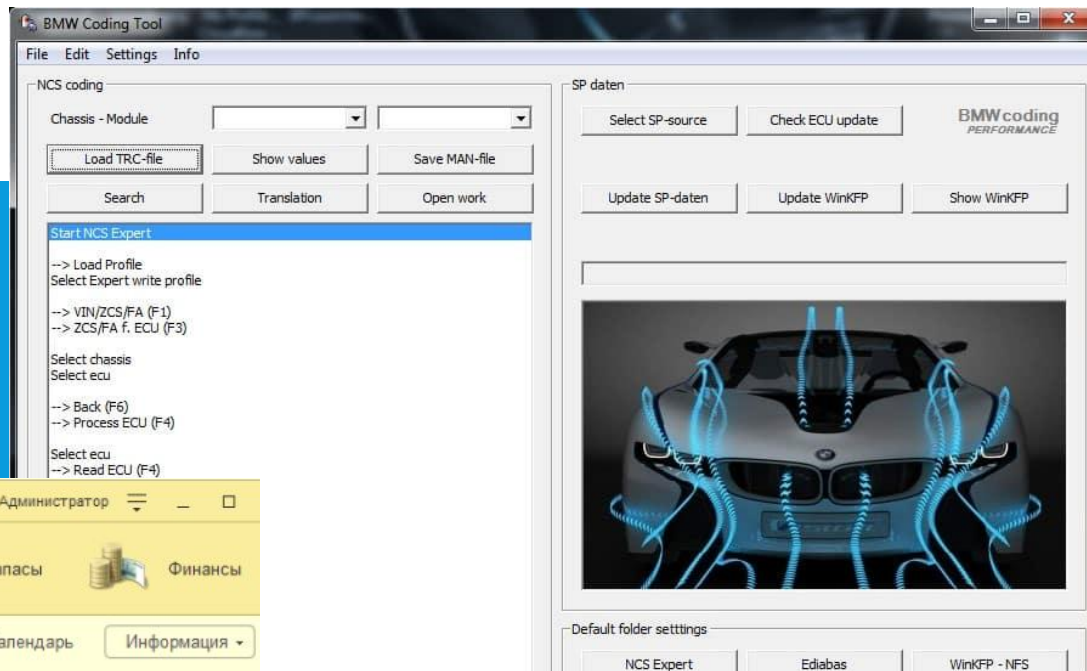 BMW Coding Tool
File Edit Settings Info
NCS coding
Chassis - Module
Load TRC-file Show values Save MAN-file
Search Translation Open work
Start NCS Expert
--> Load Profile
Select Expert write profile
--> VIN/ZCS/FA (F1)
--> ZCS/FA f. ECU (F3)
Select chassis
Select ecu
--> Back (F6)
--> Process ECU (F4)
Select ecu
--> Read ECU (F4)
SP daten
Select SP-source Check ECU update BMWcoding
PERFORMANCE
Update SP-daten Update WinKFP Show WinKFP
Default folder setttings
NCS Expert Ediabas WinKFP - NFS
Администратор
Финансы
Информация